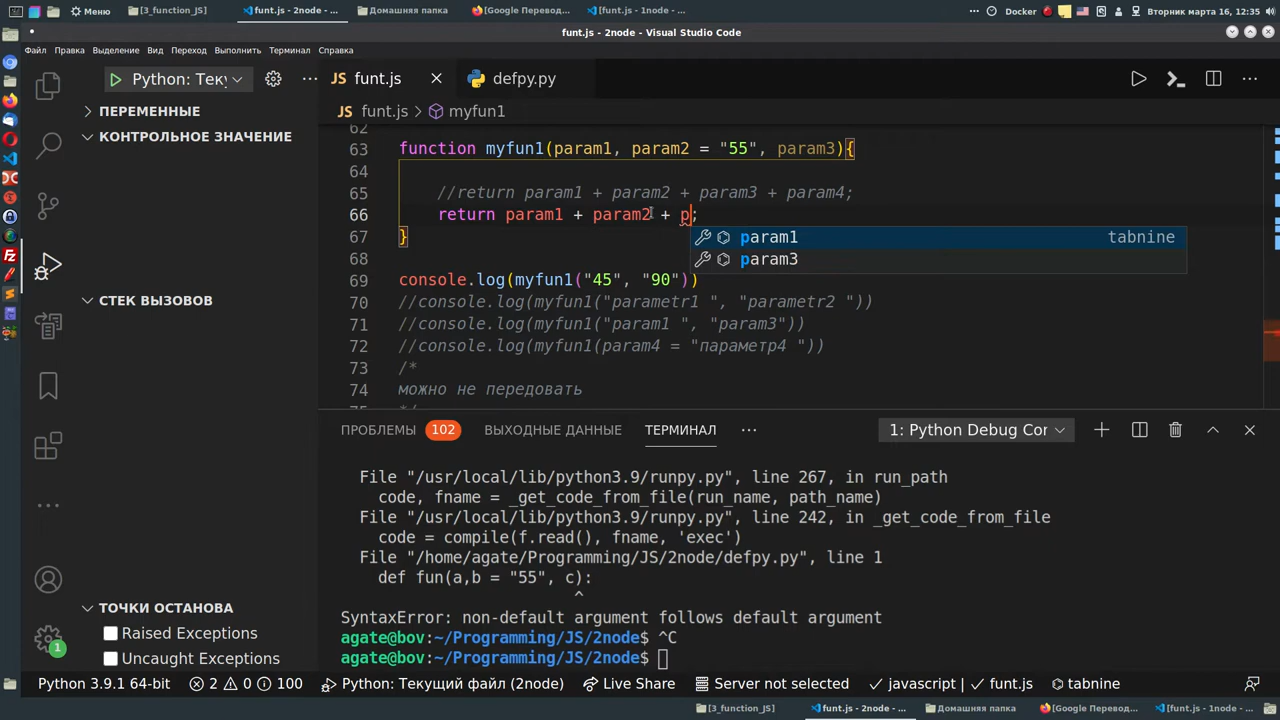 Меню [3_function_JS] funt.js - 2node - ... Домашняя папка [Google Перевод... [funt.js - 1node - ... Docker Вторник марта 16, 12:35
funt.js - 2node - Visual Studio Code
Файл Правка Выделение Вид Переход Выполнить Терминал Справка
Python: Теку JS funt.js defpy.py
ПЕРЕМЕННЫЕ
JS funt.js > myfun1
КОНТРОЛЬНОЕ ЗНАЧЕНИЕ
62
63 function myfun1(param1, param2 = "55", param3){
64
65 //return param1 + param2 + param3 + param4;
66 return param1 + param2 + p;
67 }
param1 tabnine
68 param3
69 console.log(myfun1("45", "90"))
70 //console.log(myfun1("parametr1 ", "parametr2 "))
71 //console.log(myfun1("param1 ", "param3"))
72 //console.log(myfun1(param4 = "параметр4 "))
73 /*
74 можно не передовать
75 */
СТЕК ВЫЗОВОВ
ПРОБЛЕМЫ 102 ВЫХОДНЫЕ ДАННЫЕ ТЕРМИНАЛ ... 1: Python Debug Cor
File "/usr/local/lib/python3.9/runpy.py", line 267, in run_path
code, fname = _get_code_from_file(run_name, path_name)
File "/usr/local/lib/python3.9/runpy.py", line 242, in _get_code_from_file
code = compile(f.read(), fname, 'exec')
File "/home/agate/Programming/JS/2node/defpy.py", line 1
def fun(a,b = "55", c):
^
SyntaxError: non-default argument follows default argument
agate@bov:~/Programming/JS/2node$ ^C
agate@bov:~/Programming/JS/2node$
ТОЧКИ ОСТАНОВА
Raised Exceptions
Uncaught Exceptions
1
Python 3.9.1 64-bit 2 0 100 Python: Текущий файл (2node) Live Share Server not selected javascript | funt.js tabnine
[3_function_JS] funt.js - 2node - ... Домашняя папка [Google Перевод... [funt.js - 1node - ...